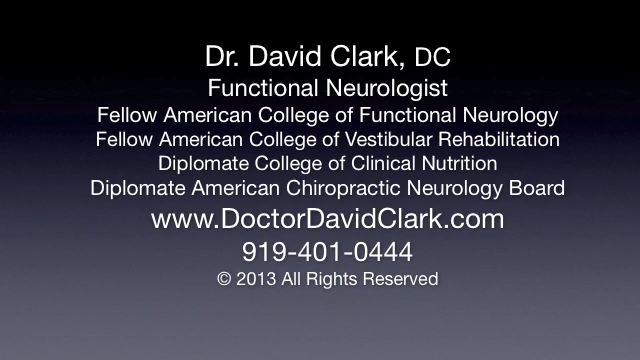 Dr. David Clark, DC
Functional Neurologist
Fellow American College of Functional Neurology
Fellow American College of Vestibular Rehabilitation
Diplomate College of Clinical Nutrition
Diplomate American Chiropractic Neurology Board
www.DoctorDavidClark.com
919-401-0444
© 2013 All Rights Reserved